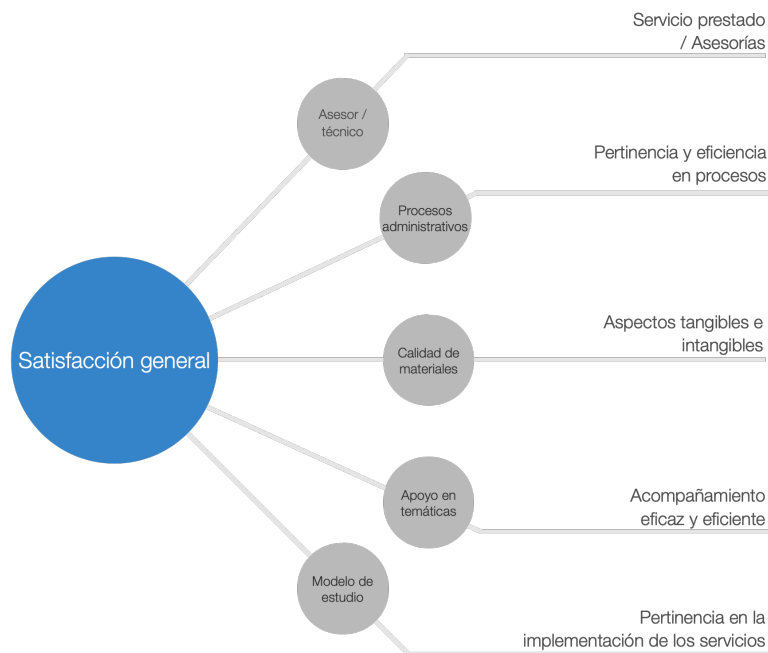 Servicio prestado
/ Asesorías
Asesor /
técnico
Pertinencia y eficiencia
en procesos
Procesos
administrativos
Satisfacción general
Aspectos tangibles e
intangibles
Calidad de
materiales
Acompañamiento
eficaz y eficiente
Apoyo en
temáticas
Modelo de
estudio
Pertinencia en la
implementación de los servicios